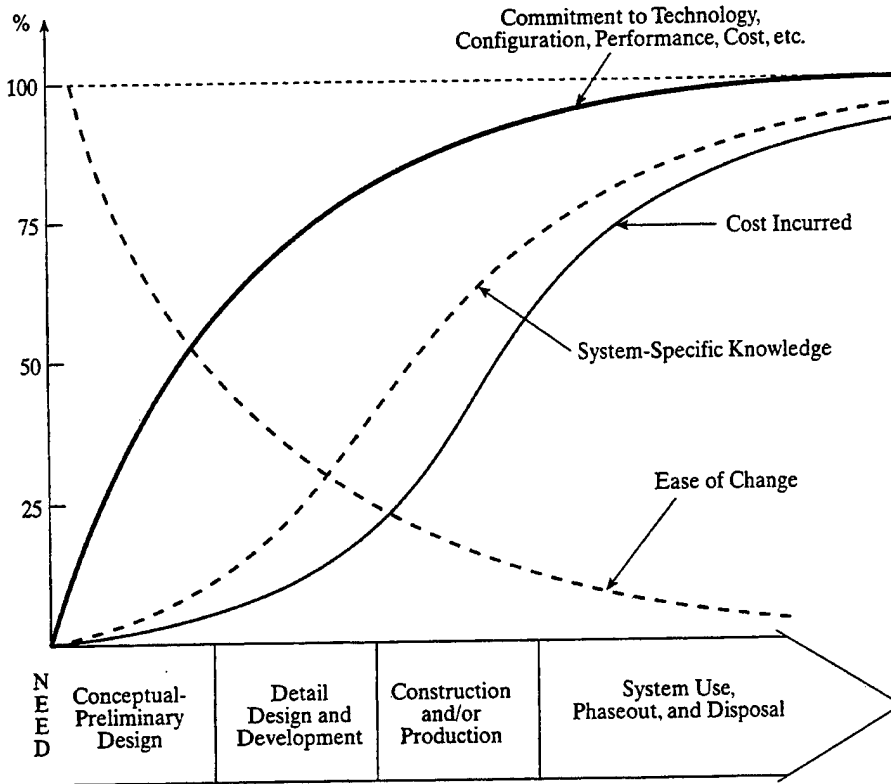 %
Commitment to Technology,
Configuration, Performance, Cost, etc.
100
75
Cost Incurred
System-Specific Knowledge
50
Ease of Change
25
NEED
Conceptual-
Preliminary
Design
Detail
Design and
Development
Construction
and/or
Production
System Use,
Phaseout, and Disposal